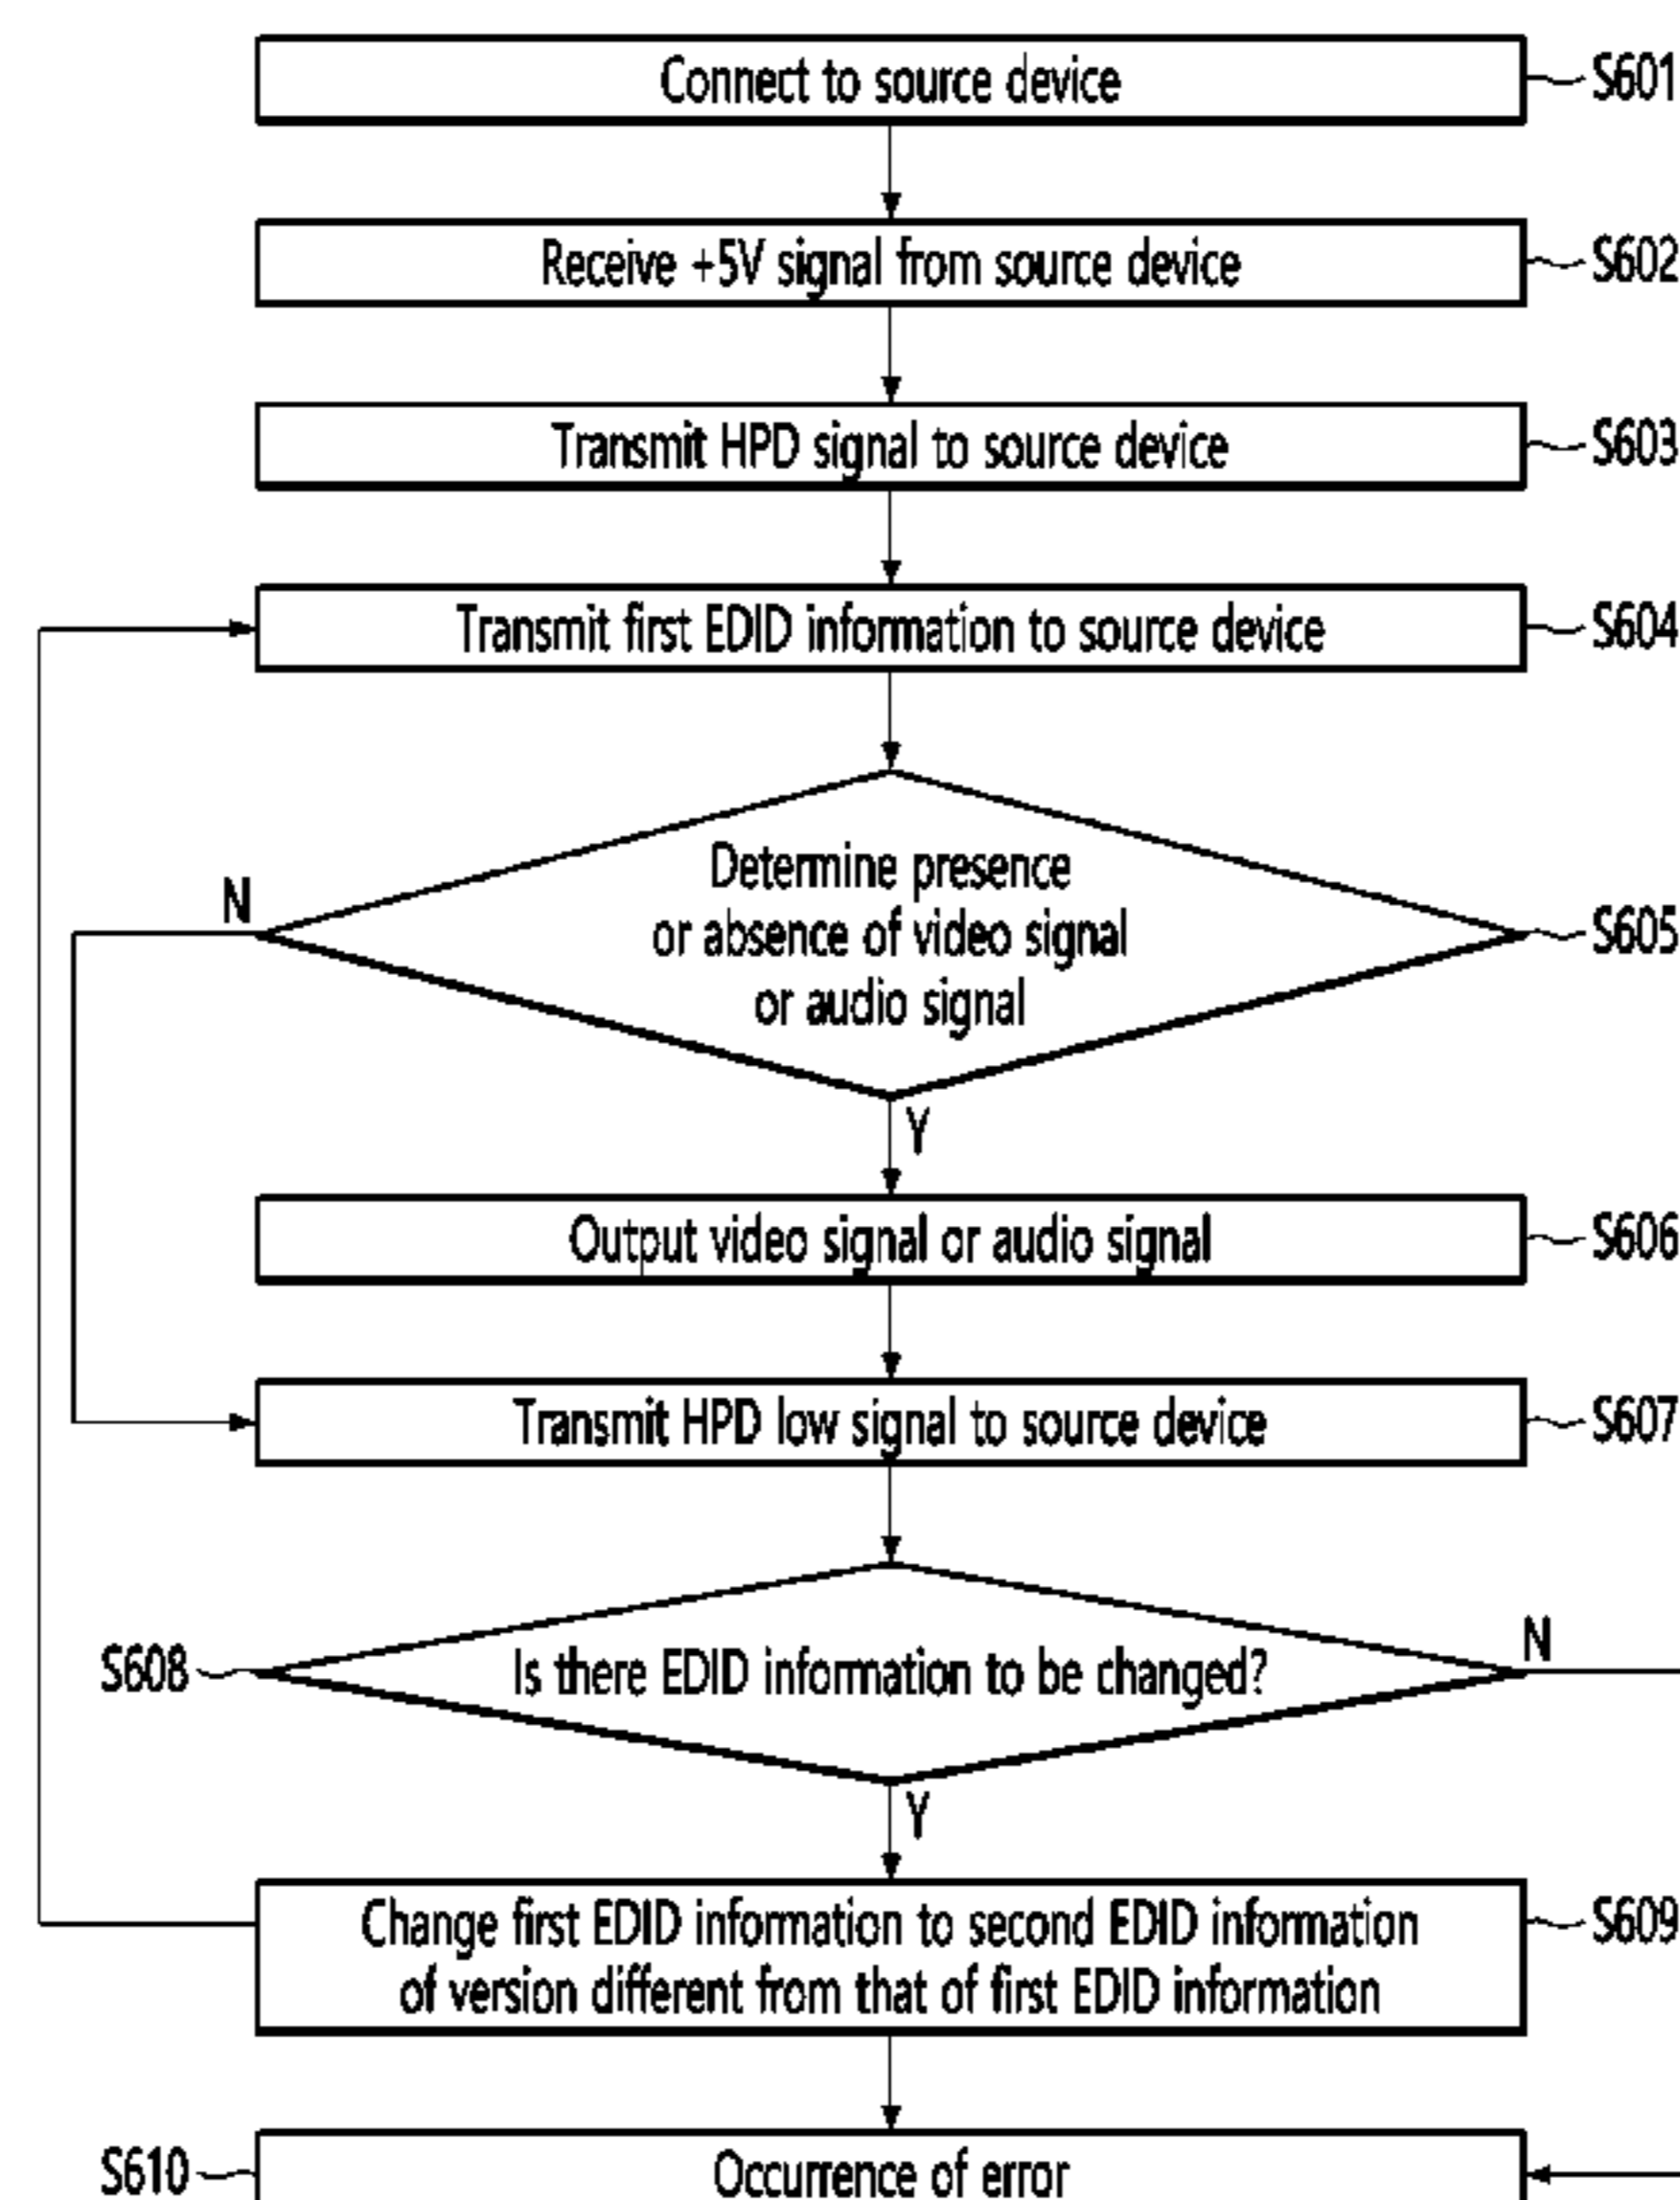 Connect to source device
S601
Receive +5V signal from source device
S602
Transmit HPD signal to source device
S603
Transmit first EDID information to source device
S604
Determine presence
or absence of video signal
or audio signal
N
S605
Y
Output video signal or audio signal
S606
Transmit HPD low signal to source device
S607
S608
Is there EDID information to be changed?
N
Y
Change first EDID information to second EDID information
of version different from that of first EDID information
S609
S610
Occurrence of error